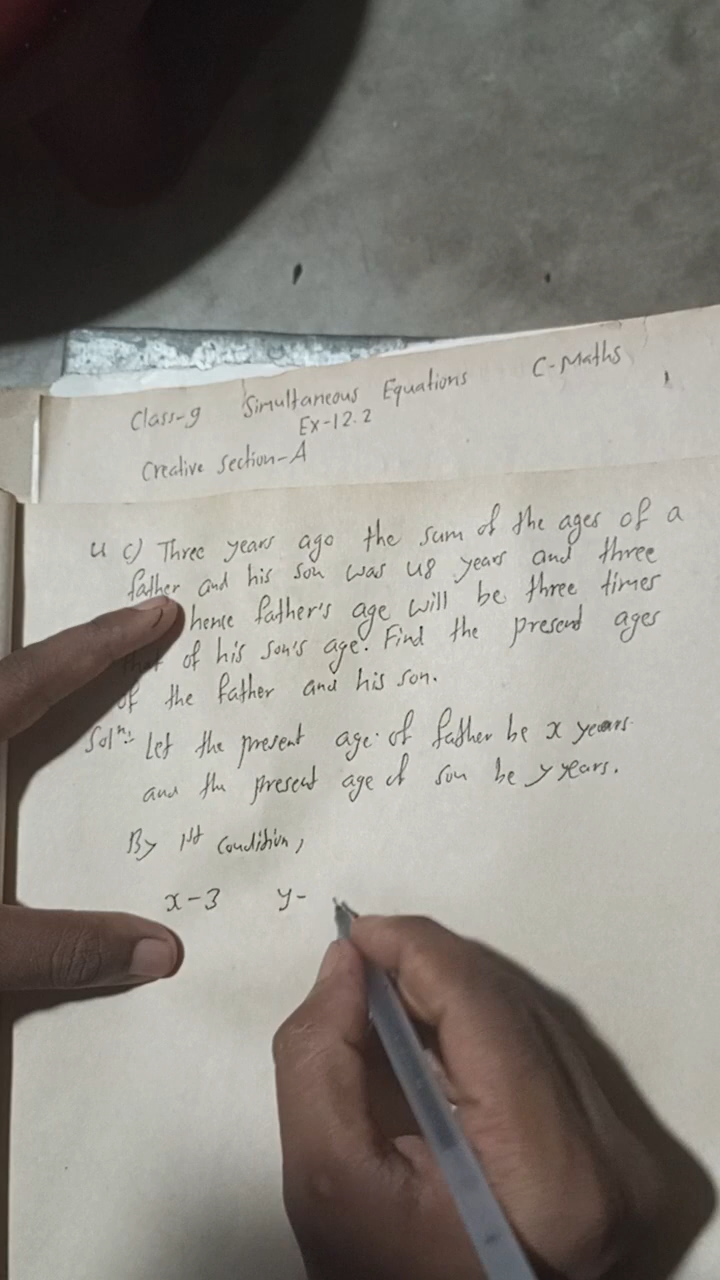 Class-9 Simultaneous Equations C-Maths
Ex-12.2
Creative section-A
4 c) Three years ago the sum of the ages of a
father and his son was 48 years and three
hense father's age will be three times
that of his son's age. Find the present ages
of the father and his son.
Solⁿ: Let the present age of father be x years
and the present age of son be y years.
By 1st condition,
x-3 y-